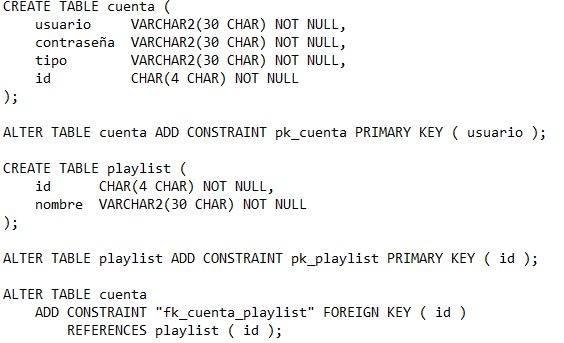 CREATE TABLE cuenta (
    usuario     VARCHAR2(30 CHAR) NOT NULL,
    contraseña  VARCHAR2(30 CHAR) NOT NULL,
    tipo        VARCHAR2(30 CHAR) NOT NULL,
    id          CHAR(4 CHAR) NOT NULL
);
ALTER TABLE cuenta ADD CONSTRAINT pk_cuenta PRIMARY KEY ( usuario );
CREATE TABLE playlist (
    id      CHAR(4 CHAR) NOT NULL,
    nombre  VARCHAR2(30 CHAR) NOT NULL
);
ALTER TABLE playlist ADD CONSTRAINT pk_playlist PRIMARY KEY ( id );
ALTER TABLE cuenta
    ADD CONSTRAINT "fk_cuenta_playlist" FOREIGN KEY ( id )
        REFERENCES playlist ( id );